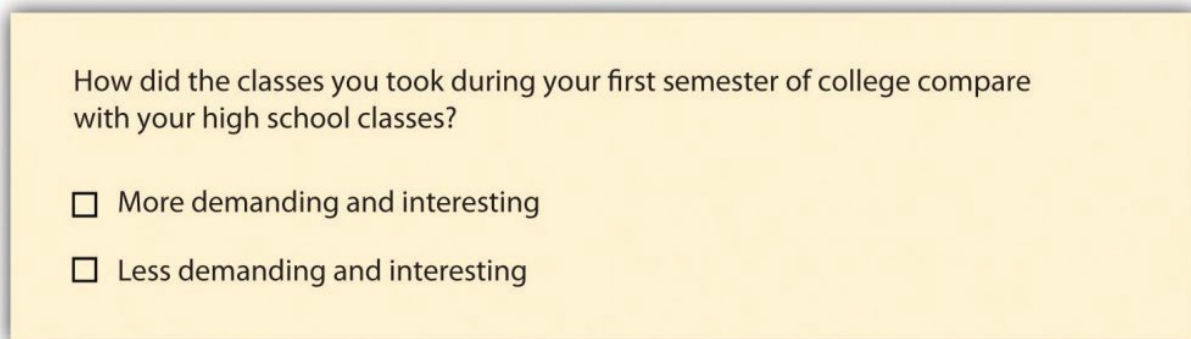 How did the classes you took during your first semester of college compare
with your high school classes?
More demanding and interesting
Less demanding and interesting